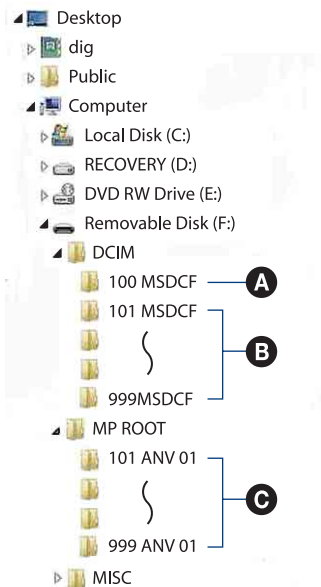 Desktop
dig
Public
Computer
Local Disk (C:)
RECOVERY (D:)
DVD RW Drive (E:)
Removable Disk (F:)
DCIM
100 MSDCF A
101 MSDCF
B
999MSDCF
MP ROOT
101 ANV 01
C
999 ANV 01
MISC